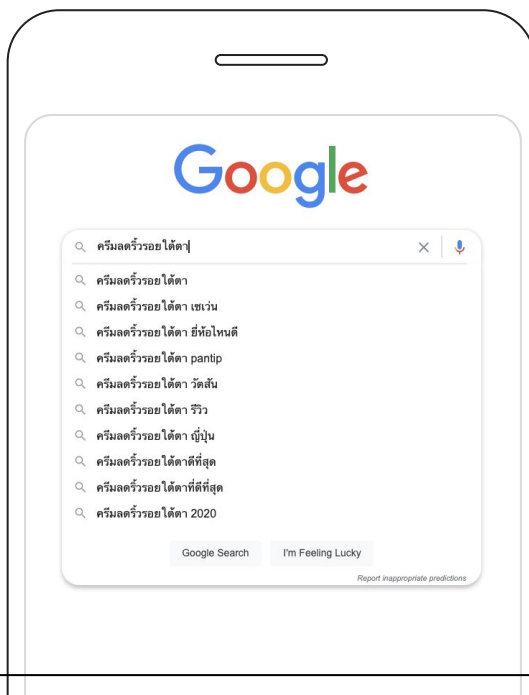 Google
ครีมลดริ้วรอยใต้ตา
ครีมลดริ้วรอยใต้ตา
ครีมลดริ้วรอยใต้ตา เซเว่น
ครีมลดริ้วรอยใต้ตา ยี่ห้อไหนดี
ครีมลดริ้วรอยใต้ตา pantip
ครีมลดริ้วรอยใต้ตา วัตสัน
ครีมลดริ้วรอยใต้ตา รีวิว
ครีมลดริ้วรอยใต้ตา ญี่ปุ่น
ครีมลดริ้วรอยใต้ตาดีที่สุด
ครีมลดริ้วรอยใต้ตาที่ดีที่สุด
ครีมลดริ้วรอยใต้ตา 2020
Google Search I'm Feeling Lucky
Report inappropriate predictions